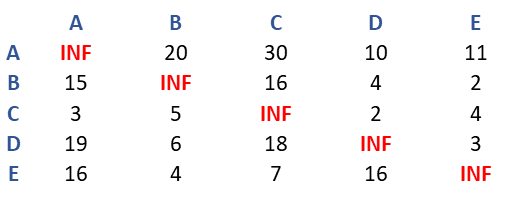 A B C D E
A INF 20 30 10 11
B 15 INF 16 4 2
C 3 5 INF 2 4
D 19 6 18 INF 3
E 16 4 7 16 INF